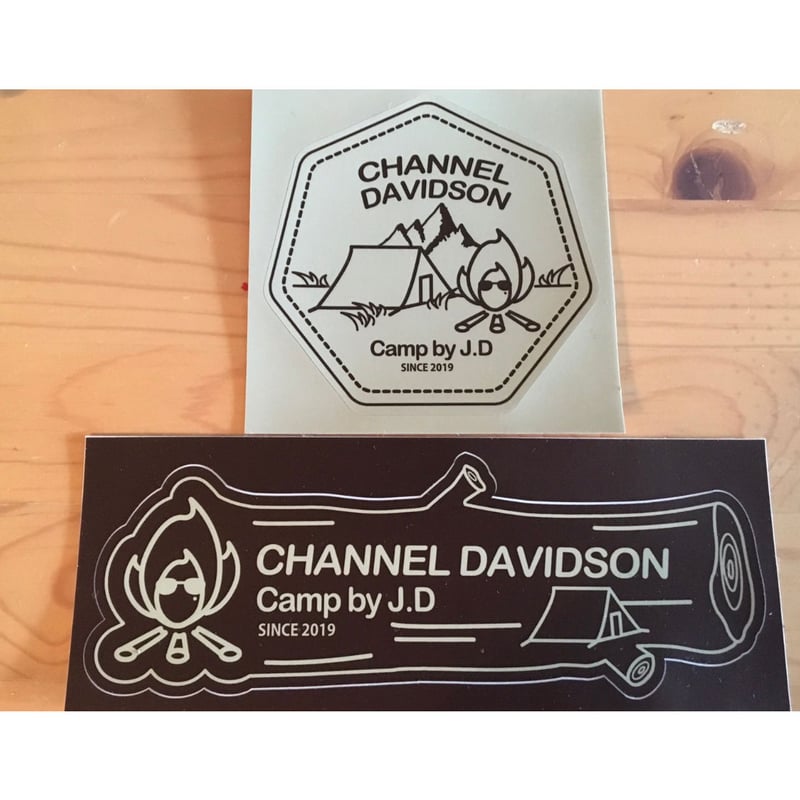 CHANNEL
DAVIDSON
Camp by J.D
SINCE 2019
CHANNEL DAVIDSON
Camp by J.D
SINCE 2019